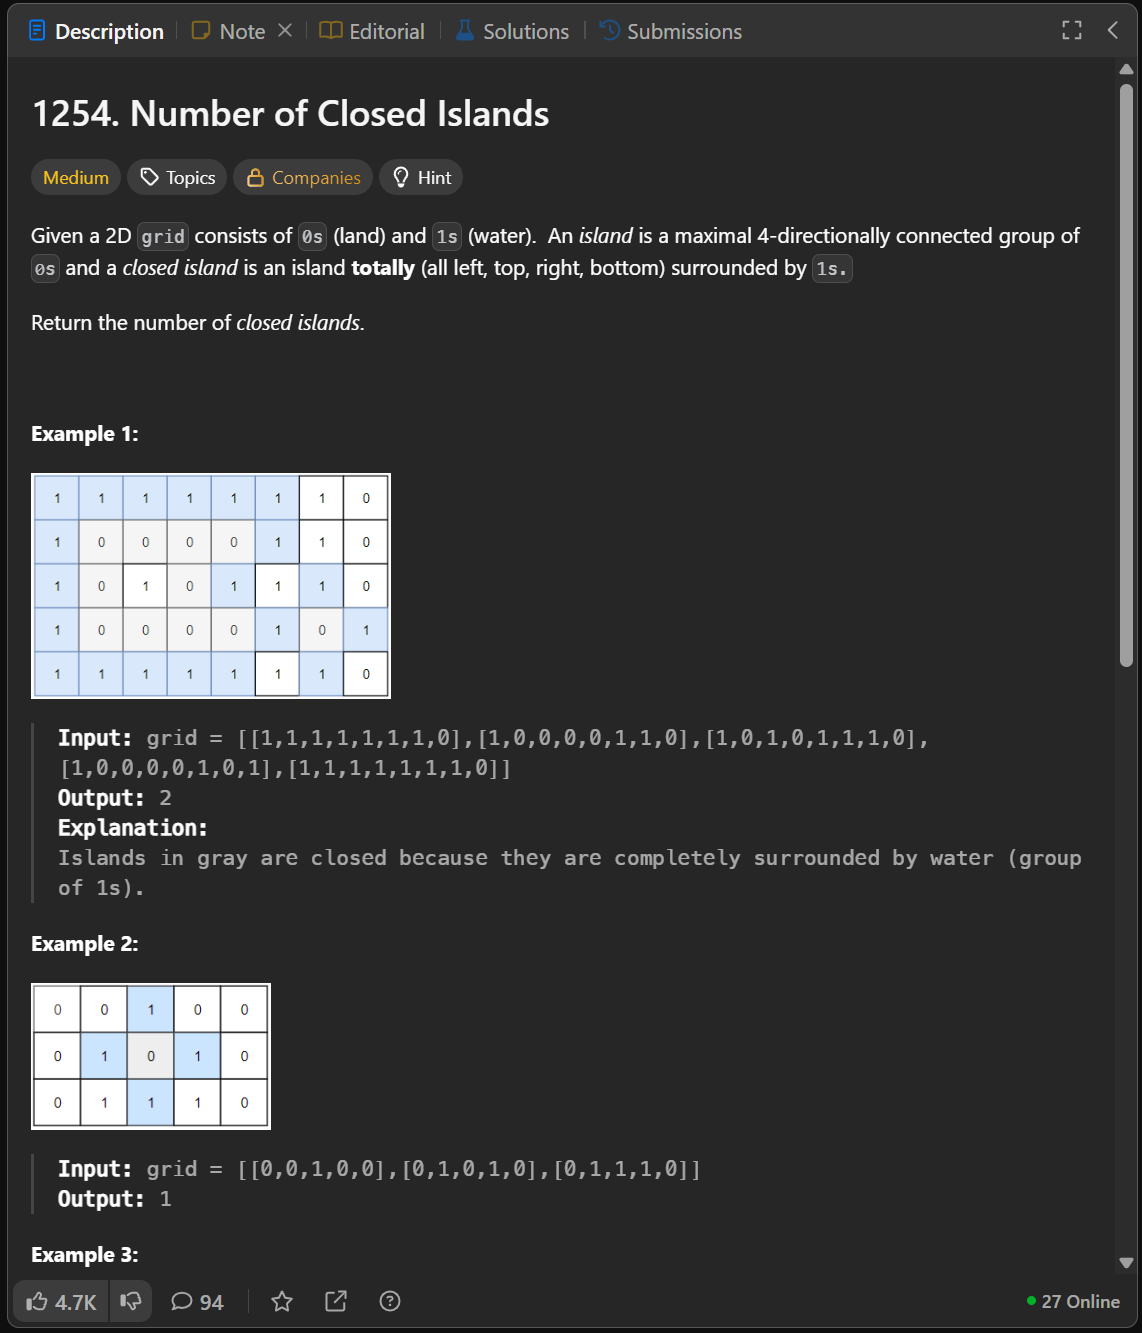 Description Note Editorial Solutions Submissions
1254. Number of Closed Islands
Medium Topics Companies Hint
Given a 2D grid consists of 0s (land) and 1s (water).  An island is a maximal 4-directionally connected group of
0s and a closed island is an island totally (all left, top, right, bottom) surrounded by 1s.
Return the number of closed islands.
Example 1:
1 1 1 1 1 1 1 0
1 0 0 0 0 1 1 0
1 0 1 0 1 1 1 0
1 0 0 0 0 1 0 1
1 1 1 1 1 1 1 0
Input: grid = [[1,1,1,1,1,1,1,0],[1,0,0,0,0,1,1,0],[1,0,1,0,1,1,1,0],
[1,0,0,0,0,1,0,1],[1,1,1,1,1,1,1,0]]
Output: 2
Explanation:
Islands in gray are closed because they are completely surrounded by water (group
of 1s).
Example 2:
0 0 1 0 0
0 1 0 1 0
0 1 1 1 0
Input: grid = [[0,0,1,0,0],[0,1,0,1,0],[0,1,1,1,0]]
Output: 1
Example 3:
4.7K 94 27 Online